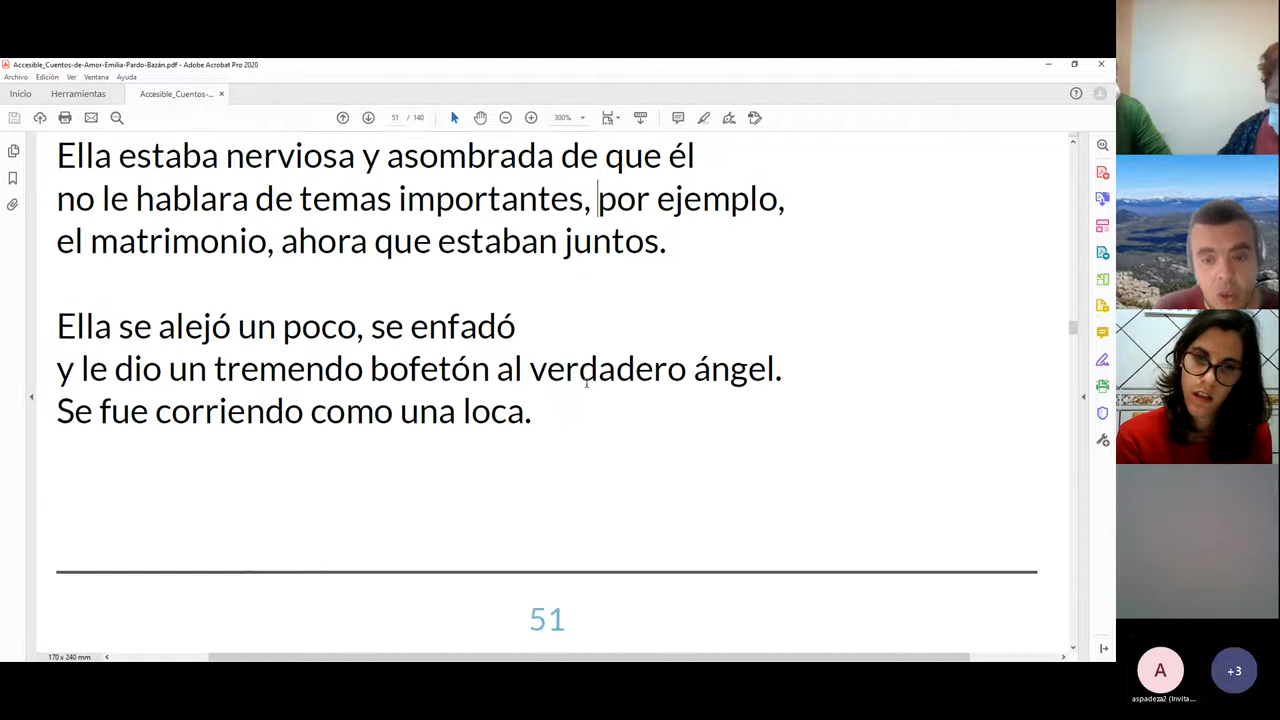 Accesible_Cuentos-de-Amor-Emilia-Pardo-Bazán.pdf - Adobe Acrobat Pro 2020
Archivo Edición Ver Ventana Ayuda
Inicio Herramientas Accesible_Cuentos-...
51 / 140 300%
Ella estaba nerviosa y asombrada de que él
no le hablara de temas importantes, por ejemplo,
el matrimonio, ahora que estaban juntos.
Ella se alejó un poco, se enfadó
y le dio un tremendo bofetón al verdadero ángel.
Se fue corriendo como una loca.
51
170 x 240 mm
A
+3
aspadeza2 (Invita...